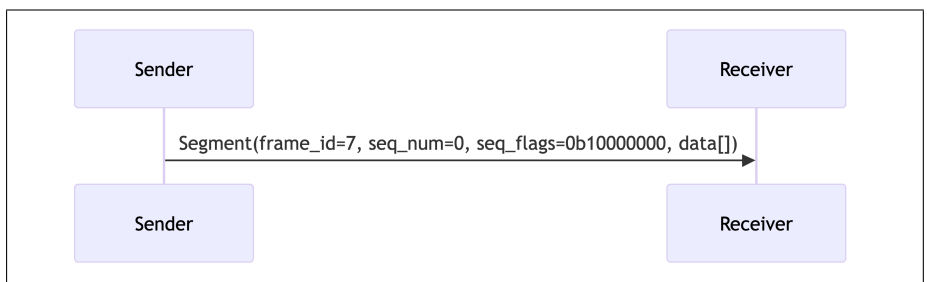 Sender
Receiver
Segment(frame_id=7, seq_num=0, seq_flags=0b10000000, data[])
Sender
Receiver